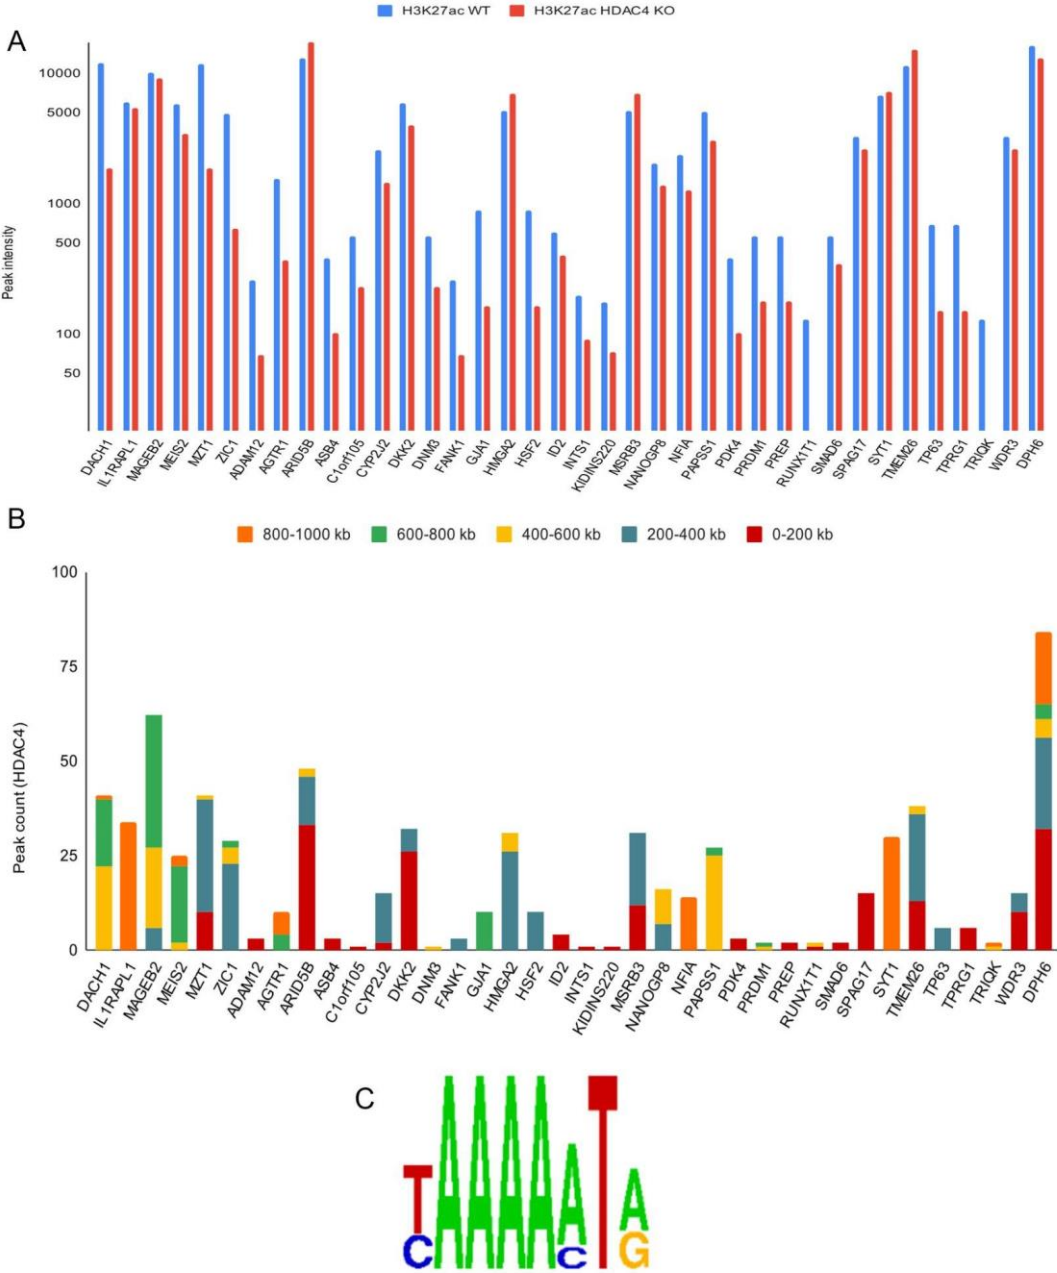 H3K27ac WT H3K27ac HDAC4 KO
A
Peak intensity
10000
5000
1000
500
100
50
DACH1 IL1RAPL1 MAGEB2 MEIS2 MZT1 ZIC1 ADAM12 AGTR1 ARID5B ASB4 C1orf105 CYP2J2 DKK2 DNM3 FANK1 GJA1 HMGA2 HSF2 ID2 INTS1 KIDINS220 MSRB3 NANOGP8 NFIA PAPSS1 PDK4 PRDM1 PREP RUNX1T1 SMAD6 SPAG17 SYT1 TMEM26 TP63 TPRG1 TRIQK WDR3 DPH6
B
800-1000 kb 600-800 kb 400-600 kb 200-400 kb 0-200 kb
Peak count (HDAC4)
100
75
50
25
0
DACH1 IL1RAPL1 MAGEB2 MEIS2 MZT1 ZIC1 ADAM12 AGTR1 ARID5B ASB4 C1orf105 CYP2J2 DKK2 DNM3 FANK1 GJA1 HMGA2 HSF2 ID2 INTS1 KIDINS220 MSRB3 NANOGP8 NFIA PAPSS1 PDK4 PRDM1 PREP RUNX1T1 SMAD6 SPAG17 SYT1 TMEM26 TP63 TPRG1 TRIQK WDR3 DPH6
C
TAAAAATA
CCG